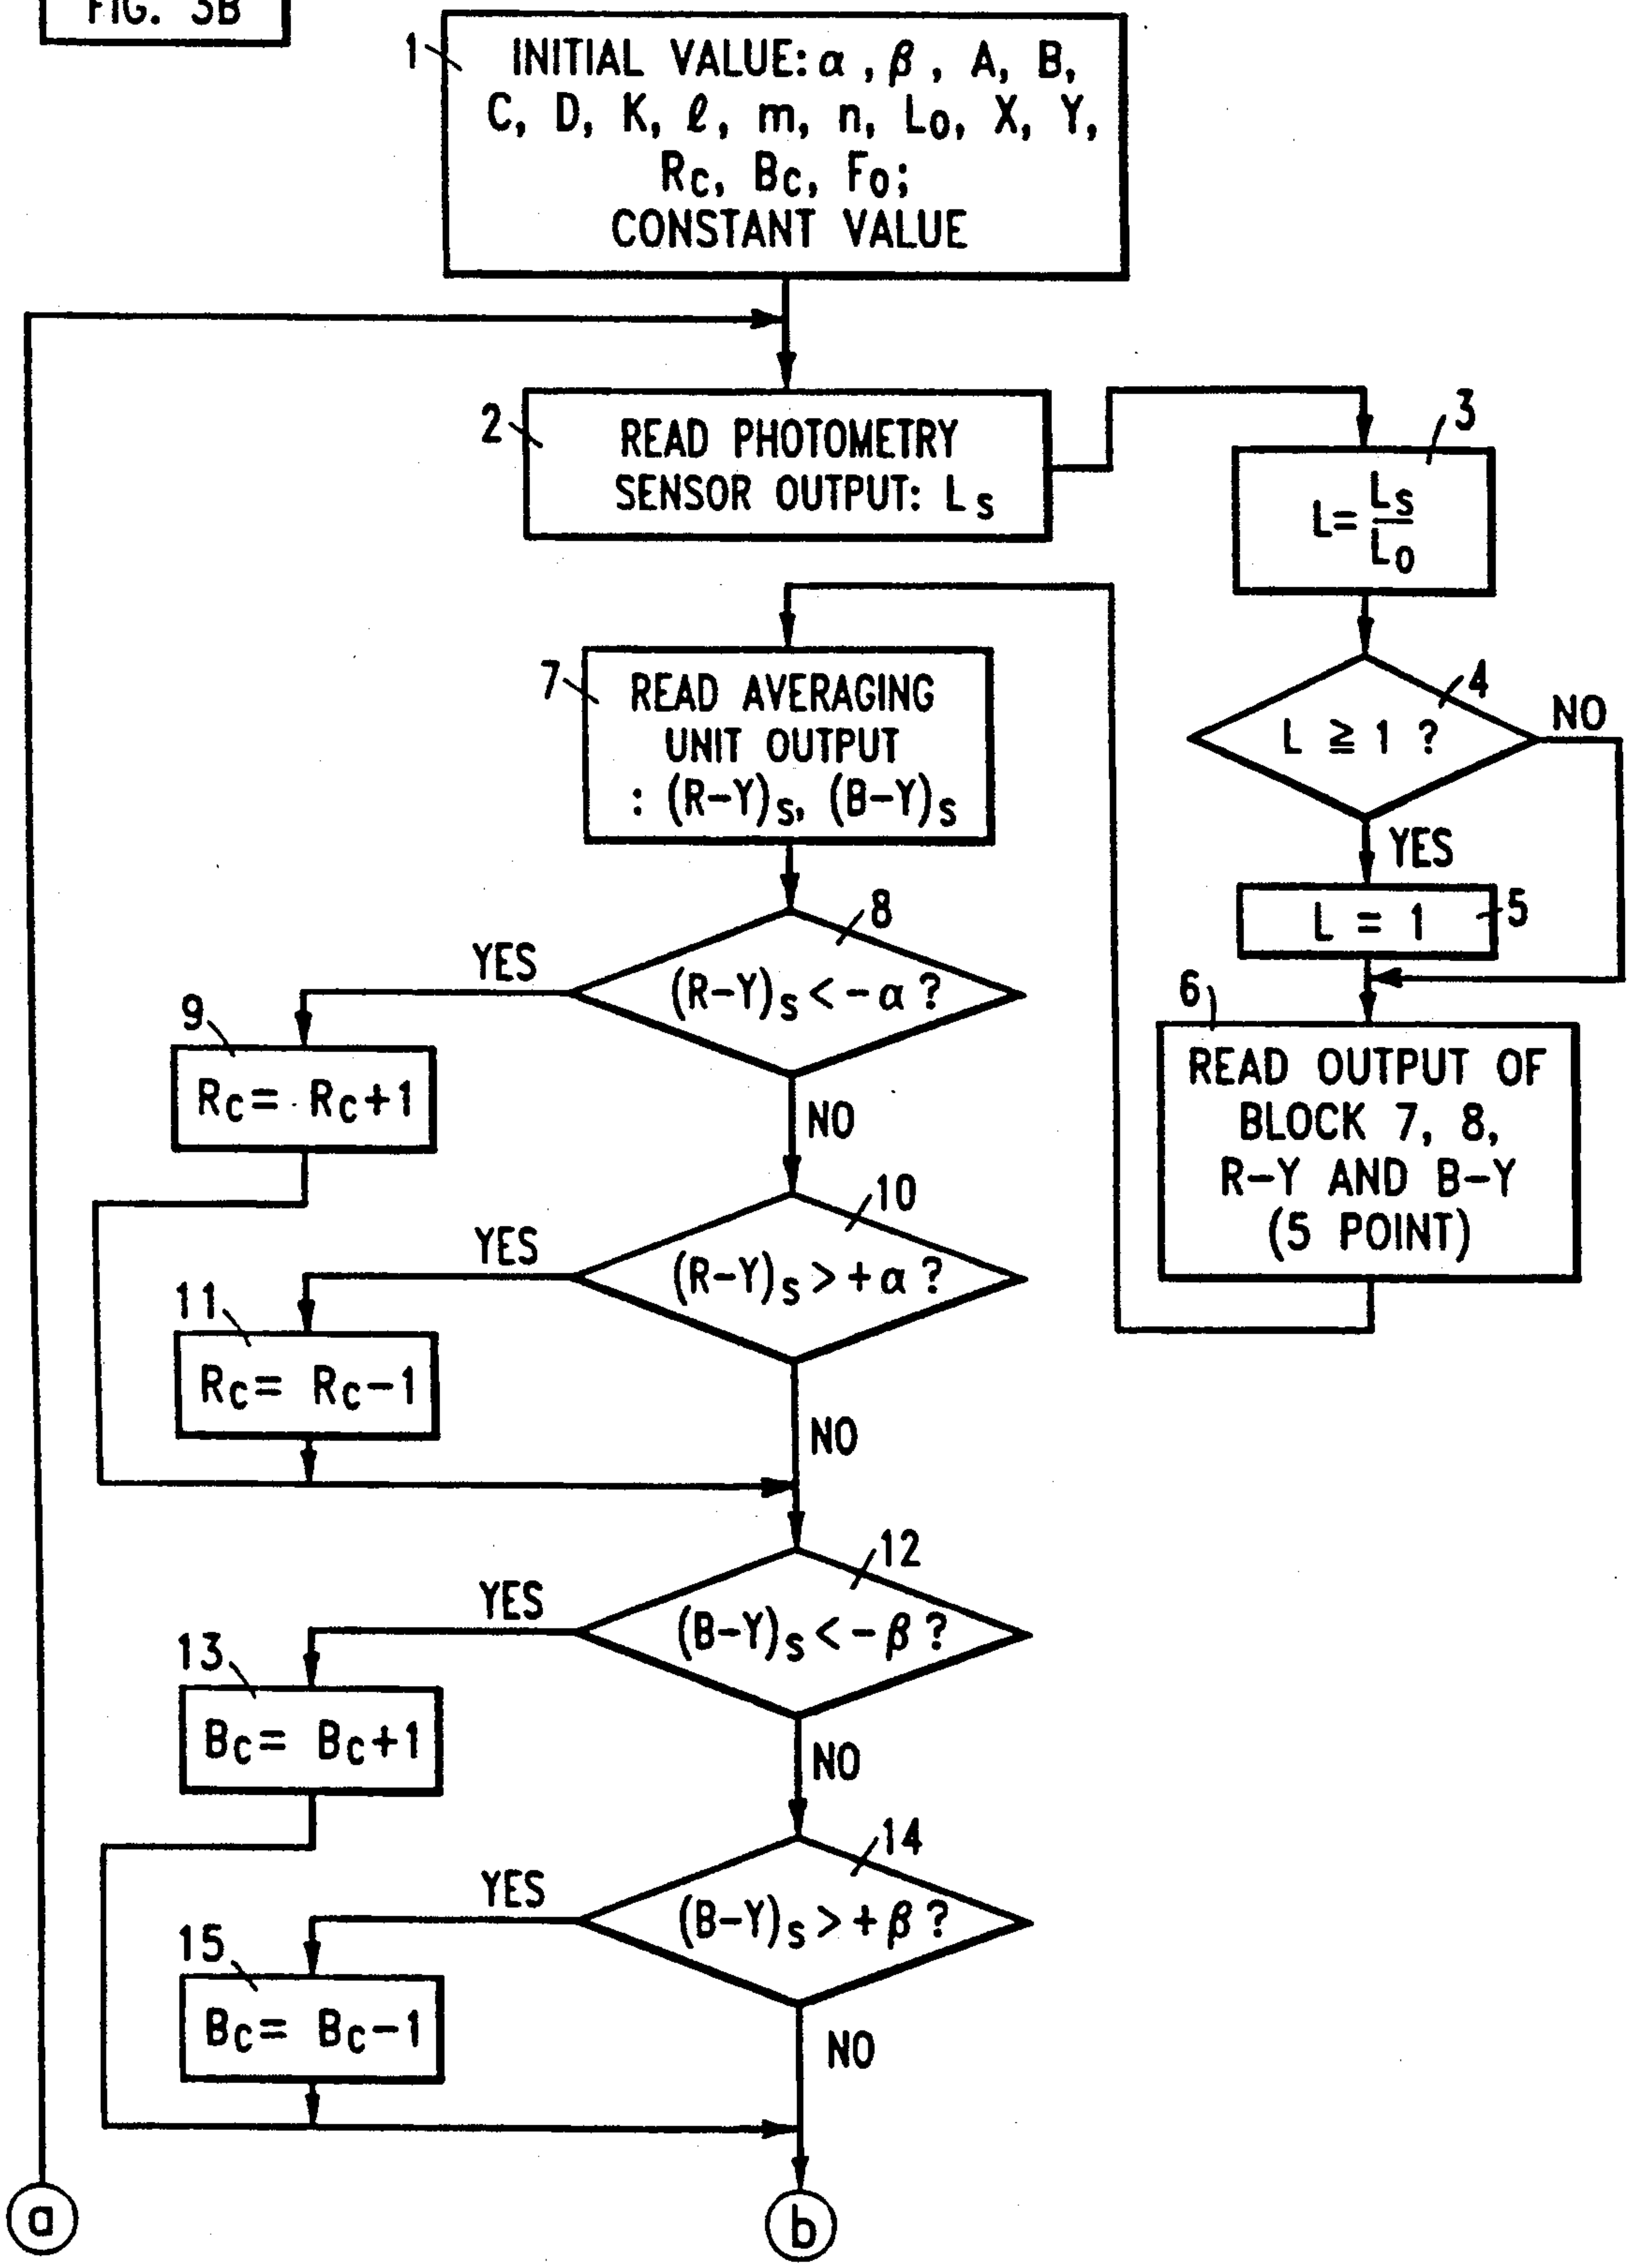 FIG. 3B
1
INITIAL VALUE: α, β, A, B,
C, D, K, ℓ, m, n, L₀, X, Y,
Rc, Bc, F₀;
CONSTANT VALUE
2
READ PHOTOMETRY
SENSOR OUTPUT: Ls
3
L= Ls/L₀
4
L ≧ 1 ?
NO
YES
5
L = 1
6
READ OUTPUT OF
BLOCK 7, 8,
R-Y AND B-Y
(5 POINT)
7
READ AVERAGING
UNIT OUTPUT
: (R-Y)s, (B-Y)s
8
(R-Y)s < -α ?
YES
9
Rc= Rc+1
NO
10
(R-Y)s > +α ?
YES
11
Rc= Rc-1
NO
12
(B-Y)s < -β ?
YES
13
Bc= Bc+1
NO
14
(B-Y)s > +β ?
YES
15
Bc= Bc-1
NO
a
b